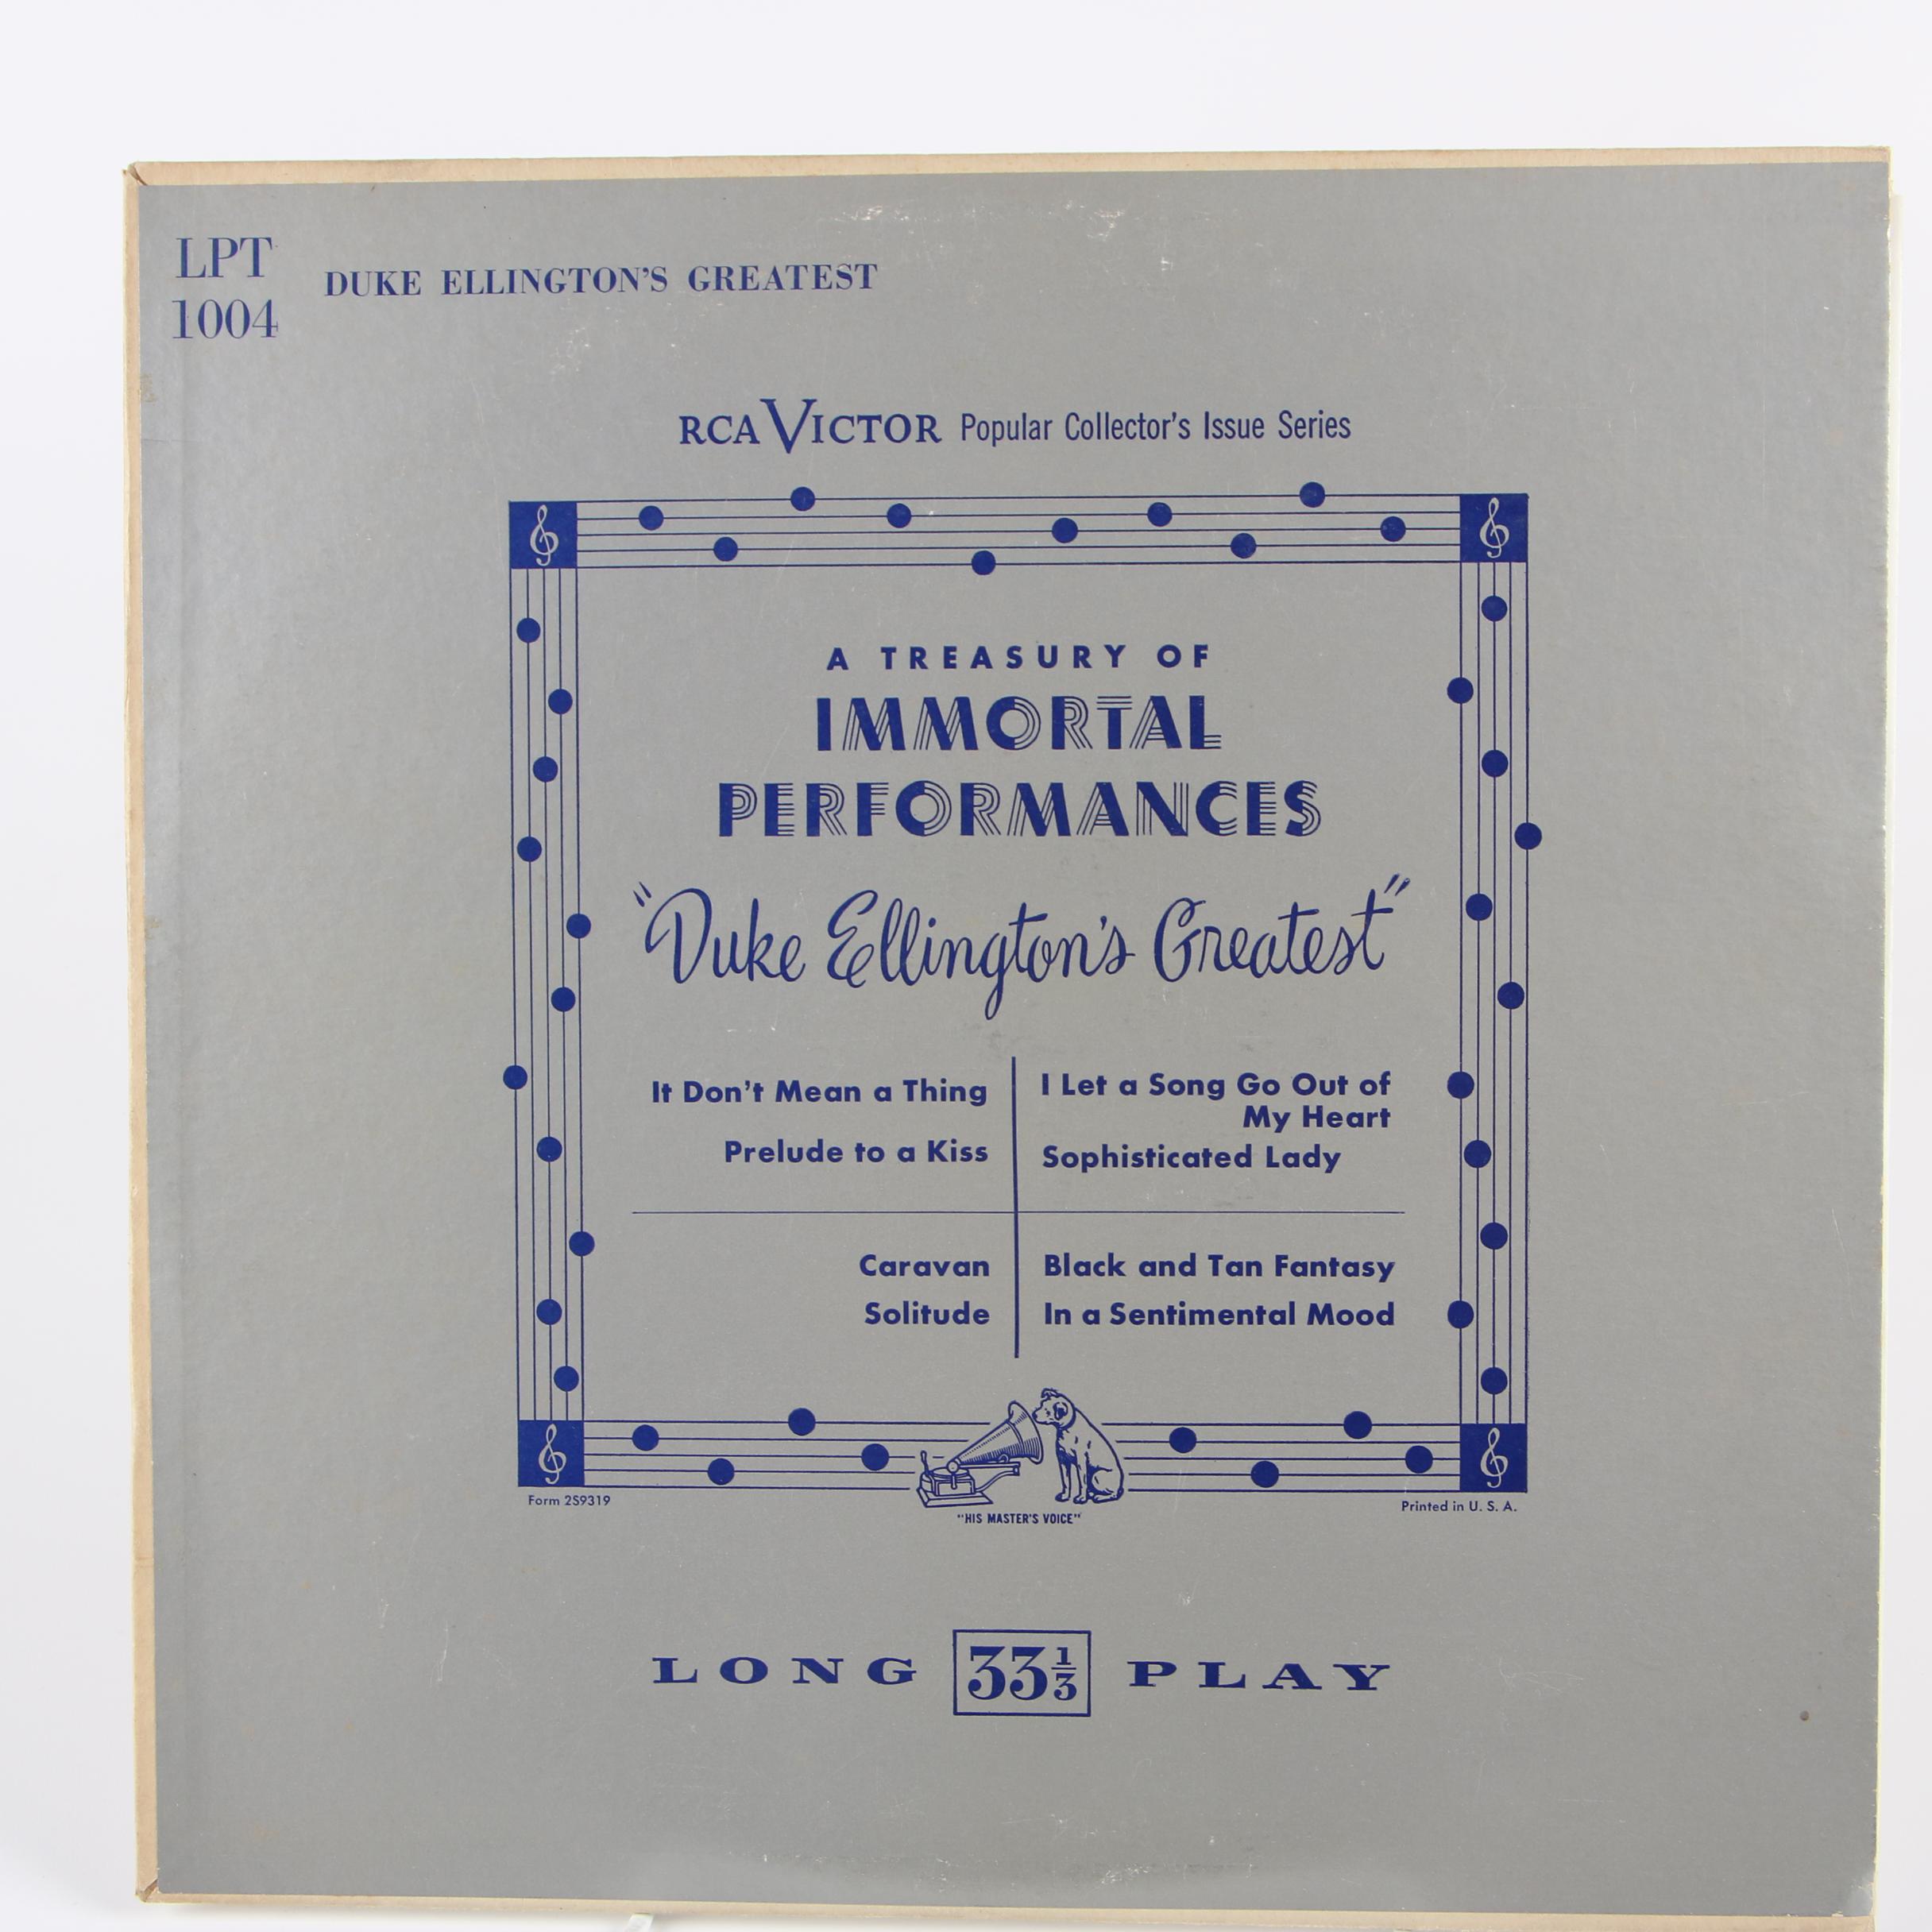 LPT
1004
DUKE ELLINGTON'S GREATEST
RCA VICTOR Popular Collector's Issue Series
A TREASURY OF
IMMORTAL
PERFORMANCES
"Duke Ellington's Greatest"
It Don't Mean a Thing
Prelude to a Kiss
I Let a Song Go Out of
My Heart
Sophisticated Lady
Caravan
Solitude
Black and Tan Fantasy
In a Sentimental Mood
Form 2S9319
"HIS MASTER'S VOICE"
Printed in U. S. A.
LONG 33⅓ PLAY